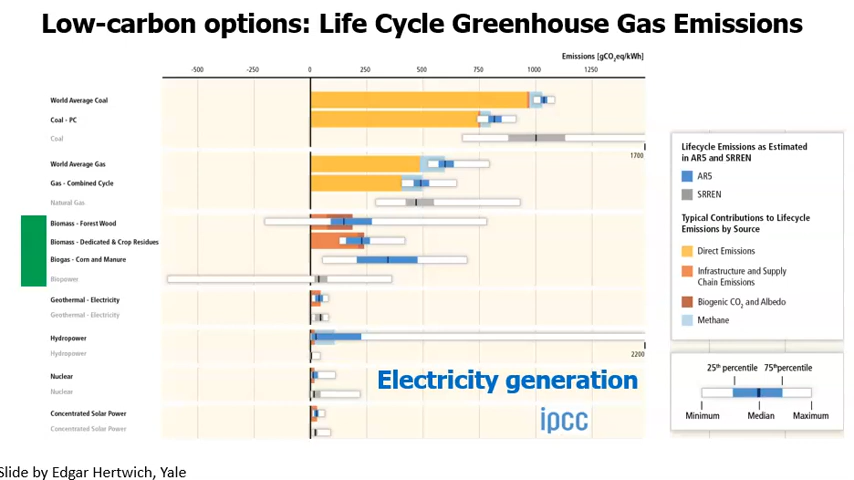 Low-carbon options: Life Cycle Greenhouse Gas Emissions
Emissions [gCO₂eq/kWh]
-500 -250 0 250 500 750 1000 1250
World Average Coal
Coal - PC
Coal
1700
World Average Gas
Gas - Combined Cycle
Natural Gas
Biomass - Forest Wood
Biomass - Dedicated & Crop Residues
Biogas - Corn and Manure
Biopower
Geothermal - Electricity
Geothermal - Electricity
Hydropower
Hydropower
2200
Nuclear
Nuclear
Concentrated Solar Power
Concentrated Solar Power
Electricity generation
ipcc
Lifecycle Emissions as Estimated
in AR5 and SRREN
AR5
SRREN
Typical Contributions to Lifecycle
Emissions by Source
Direct Emissions
Infrastructure and Supply
Chain Emissions
Biogenic CO₂ and Albedo
Methane
25th percentile 75thpercentile
Minimum Median Maximum
Slide by Edgar Hertwich, Yale